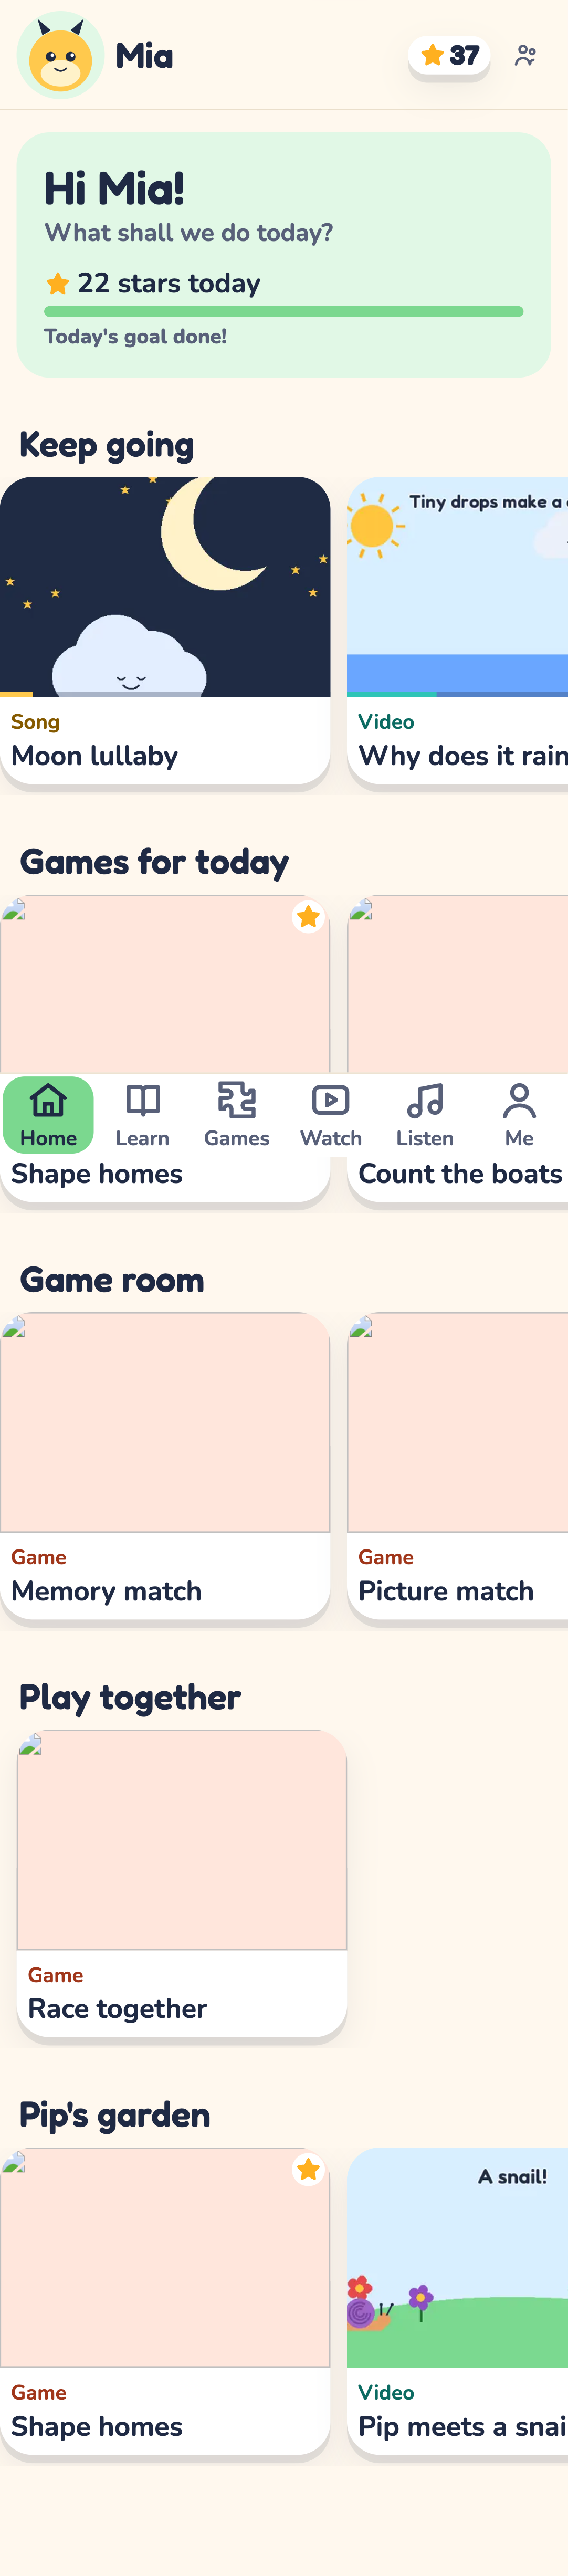 Mia
37
Hi Mia!
What shall we do today?
22 stars today
Today's goal done!
Keep going
Tiny drops make a
Song
Moon lullaby
Video
Why does it rain
Games for today
Home
Learn
Games
Watch
Listen
Me
Shape homes
Count the boats
Game room
Game
Memory match
Game
Picture match
Play together
Game
Race together
Pip's garden
A snail!
Game
Shape homes
Video
Pip meets a snai